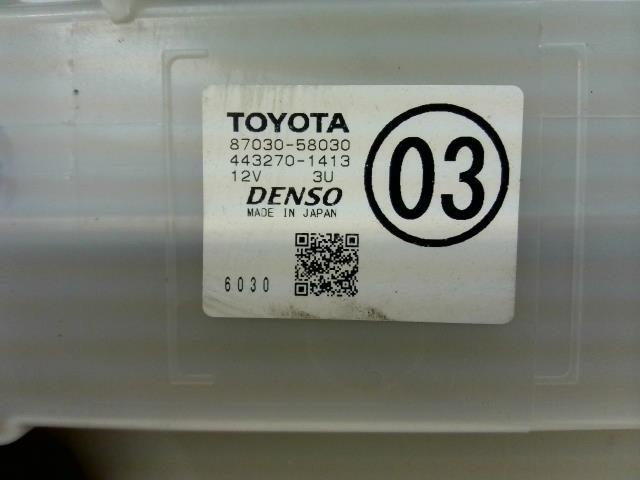 TOYOTA
87030-58030
443270-1413
12V 3U
DENSO
MADE IN JAPAN
03
6030